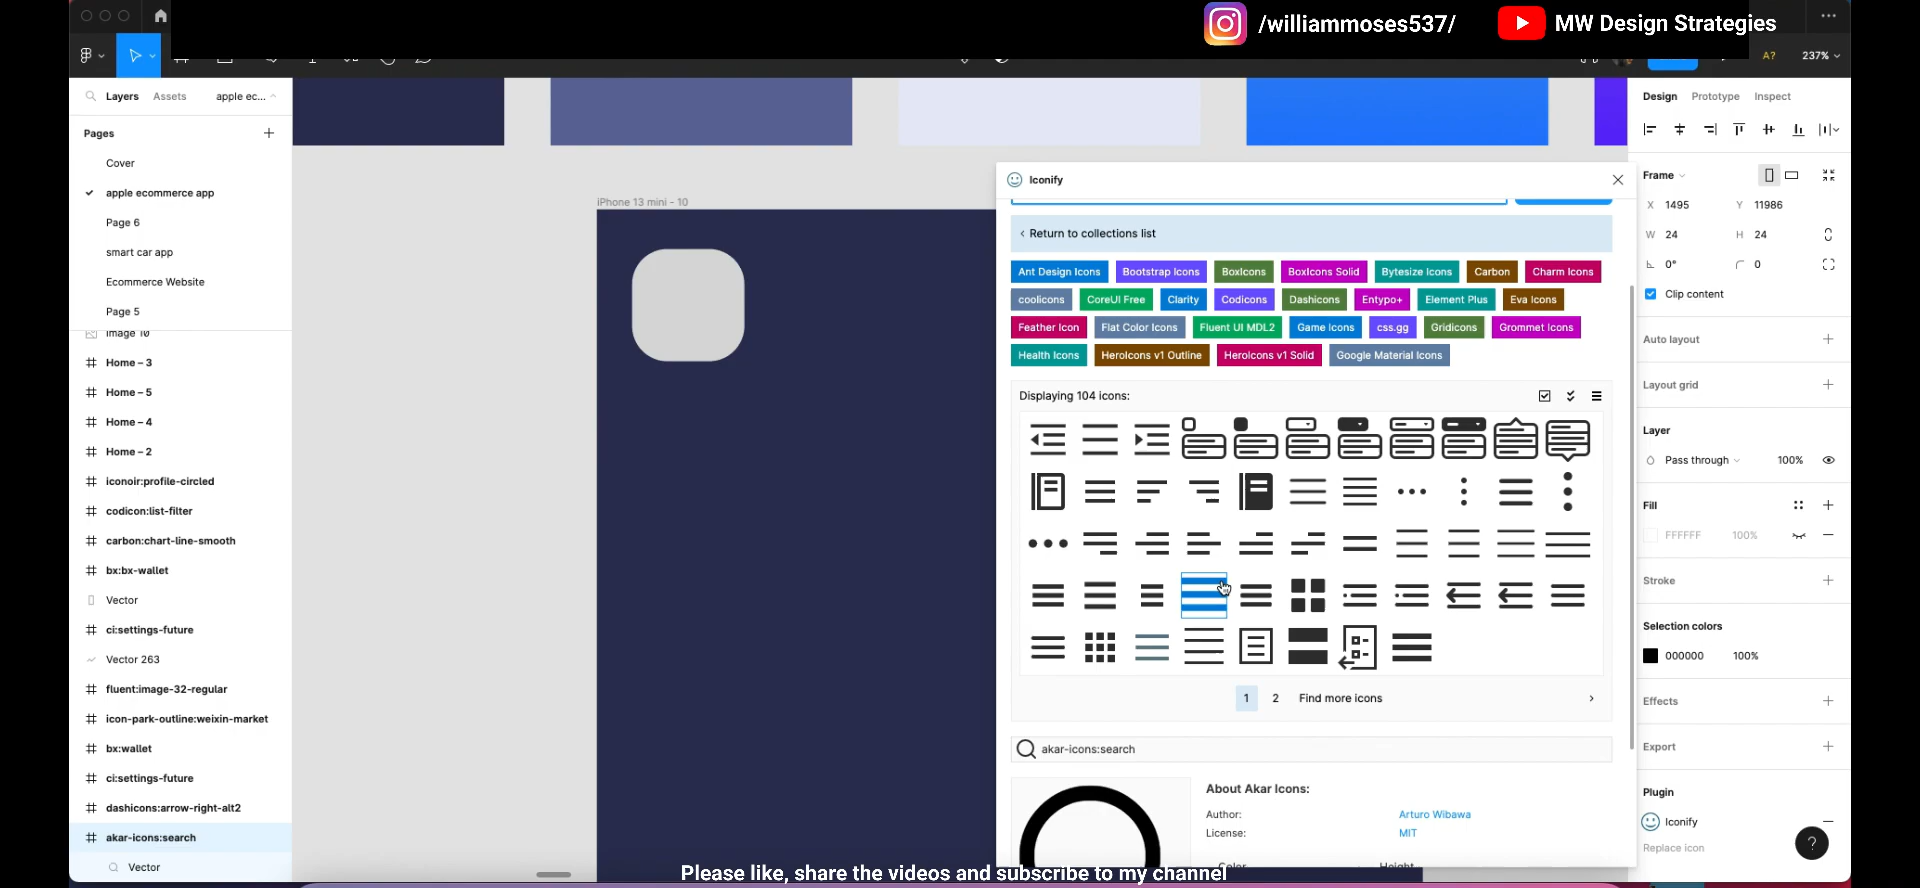 /williammoses537/
MW Design Strategies
A?
237%
Layers
Assets
apple ec...
Pages
Cover
apple ecommerce app
Page 6
smart car app
Ecommerce Website
Page 5
image 10
Home – 3
Home – 5
Home – 4
Home – 2
iconoir:profile-circled
codicon:list-filter
carbon:chart-line-smooth
bx:bx-wallet
Vector
ci:settings-future
Vector 263
fluent:image-32-regular
icon-park-outline:weixin-market
bx:wallet
ci:settings-future
dashicons:arrow-right-alt2
akar-icons:search
Vector
iPhone 13 mini - 10
Iconify
Return to collections list
Ant Design Icons Bootstrap Icons BoxIcons BoxIcons Solid Bytesize Icons Carbon Charm Icons
coolicons CoreUI Free Clarity Codicons Dashicons Entypo+ Element Plus Eva Icons
Feather Icon Flat Color Icons Fluent UI MDL2 Game Icons css.gg Gridicons Grommet Icons
Health Icons HeroIcons v1 Outline HeroIcons v1 Solid Google Material Icons
Displaying 104 icons:
1 2 Find more icons
akar-icons:search
About Akar Icons:
Author: Arturo Wibawa
License: MIT
Color Height
Please like, share the videos and subscribe to my channel
Design Prototype Inspect
Frame
X 1495 Y 11986
W 24 H 24
0° 0
Clip content
Auto layout
Layout grid
Layer
Pass through 100%
Fill
FFFFFF 100%
Stroke
Selection colors
000000 100%
Effects
Export
Plugin
Iconify
Replace icon
?